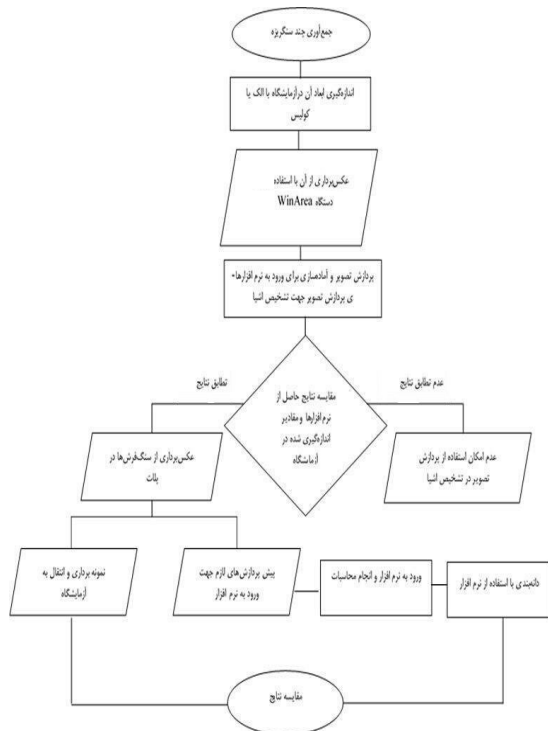 جمع‌آوری چند سنگریزه
اندازه‌گیری ابعاد آن درآزمایشگاه با الک یا
کولیس
عکس‌برداری از آن با استفاده
دستگاه WinArea
پردازش تصویر و آماده‌سازی برای ورود به نرم افزارها-
ی پردازش تصویر جهت تشخیص اشیا
تطابق نتایج
عدم تطابق نتایج
مقایسه نتایج حاصل از
نرم افزارها و مقادیر
اندازه‌گیری شده در
آزمایشگاه
عکس‌برداری از سنگ‌فرش‌ها در
پلات
عدم امکان استفاده از پردازش
تصویر در تشخیص اشیا
نمونه برداری و انتقال به
آزمایشگاه
پیش پردازش‌های لازم جهت
ورود به نرم افزار
ورود به نرم افزار و انجام محاسبات
دانه‌بندی با استفاده از نرم افزار
مقایسه نتایج